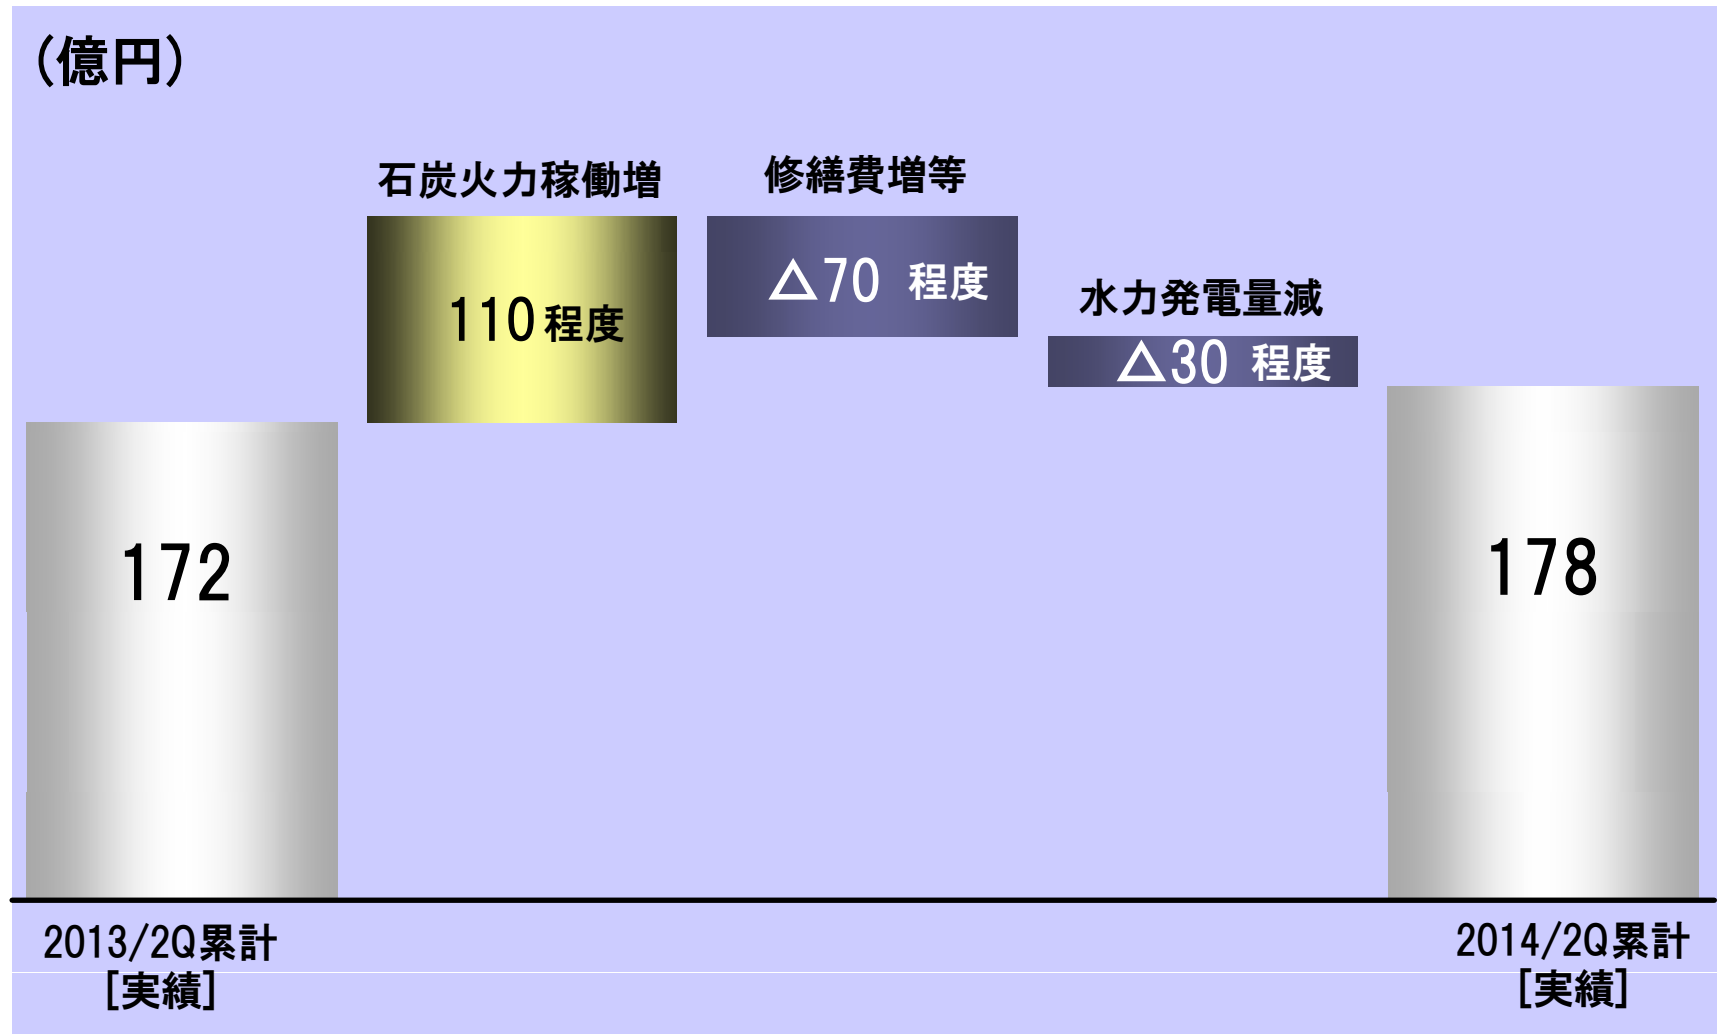 (億円)
石炭火力稼働増
修繕費増等
水力発電量減
110程度
△70 程度
△30 程度
172
178
2013/2Q累計
[実績]
2014/2Q累計
[実績]